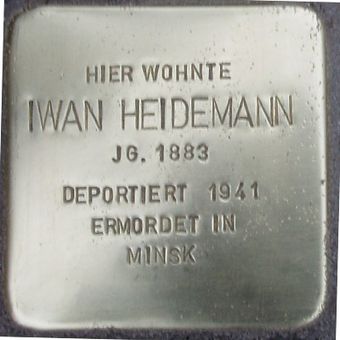 HIER WOHNTE
IWAN HEIDEMANN
JG. 1883
DEPORTIERT 1941
ERMORDET IN
MINSK